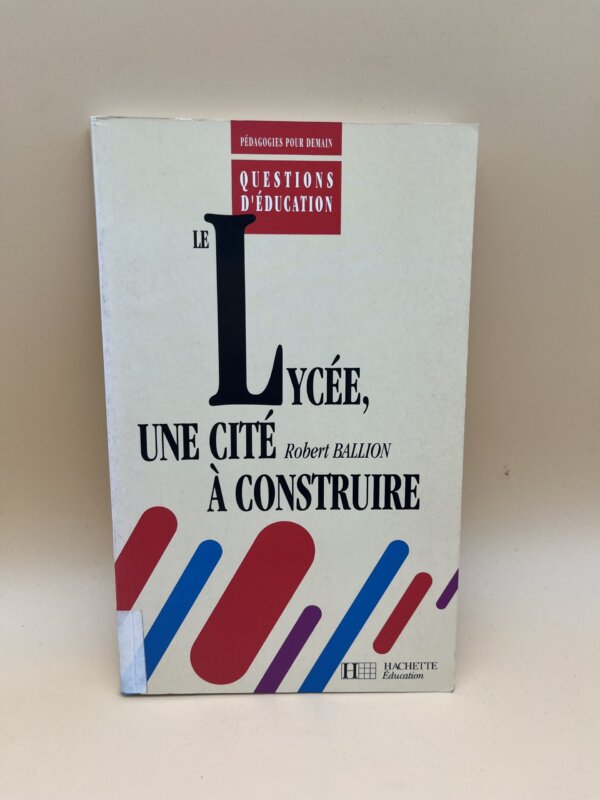 PÉDAGOGIES POUR DEMAIN
QUESTIONS
D'ÉDUCATION
LE
LYCÉE,
UNE CITÉ Robert BALLION
À CONSTRUIRE
H HACHETTE
Éducation